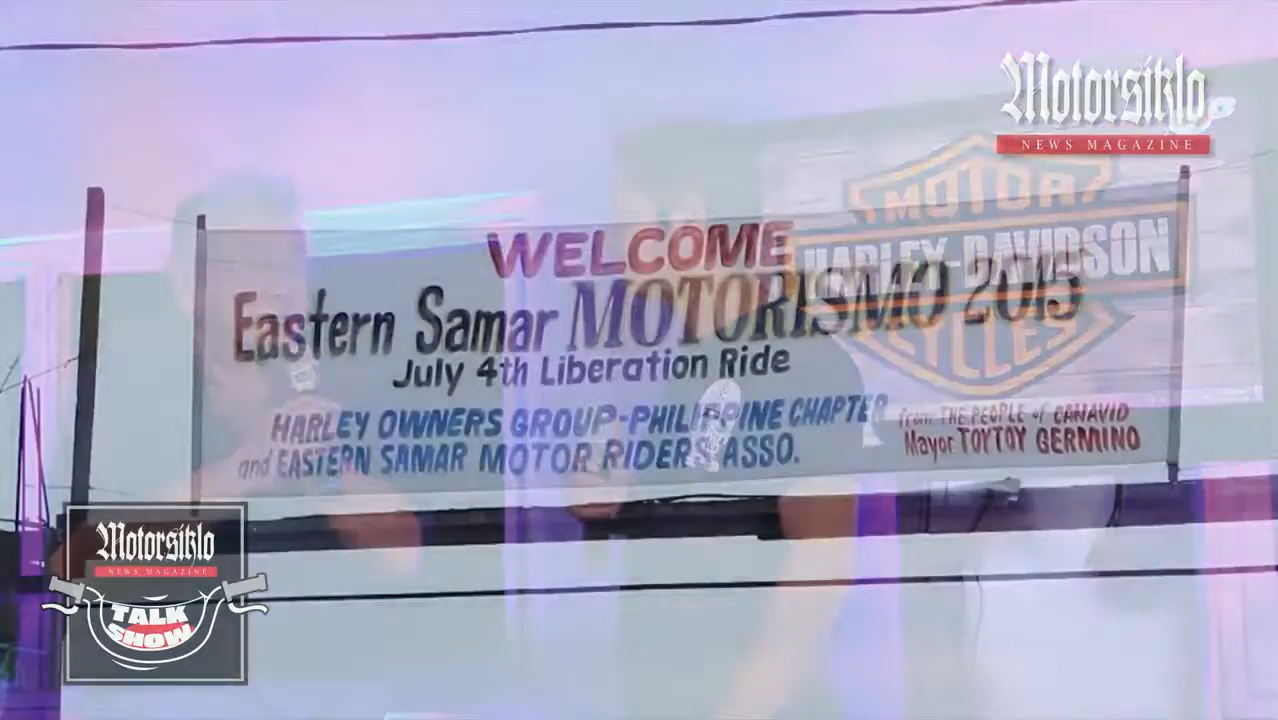 Motorsiklo
NEWS MAGAZINE
MOTOR
HARLEY-DAVIDSON
CYCLES
WELCOME
Eastern Samar MOTORISMO 2015
July 4th Liberation Ride
HARLEY OWNERS GROUP-PHILIPPINE CHAPTER
and EASTERN SAMAR MOTOR RIDER ASSO.
from THE PEOPLE of CANAVID
Mayor TOYTOY GERMINO
Motorsiklo
NEWS MAGAZINE
TALK
SHOW